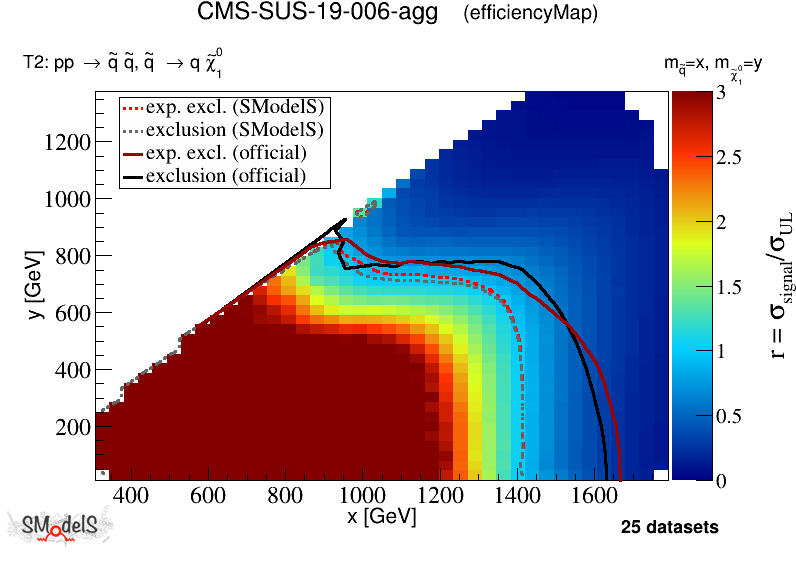 CMS-SUS-19-006-agg (efficiencyMap)
T2: pp → q̃ q̃, q̃ → q χ̃₁⁰
m_q̃=x, m_χ̃₁⁰=y
exp. excl. (SModelS)
exclusion (SModelS)
exp. excl. (official)
exclusion (official)
1200
1000
800
600
400
200
y [GeV]
400 600 800 1000 1200 1400 1600
x [GeV]
3
2.5
2
1.5
1
0.5
0
r = σ_signal/σ_UL
SModelS
25 datasets